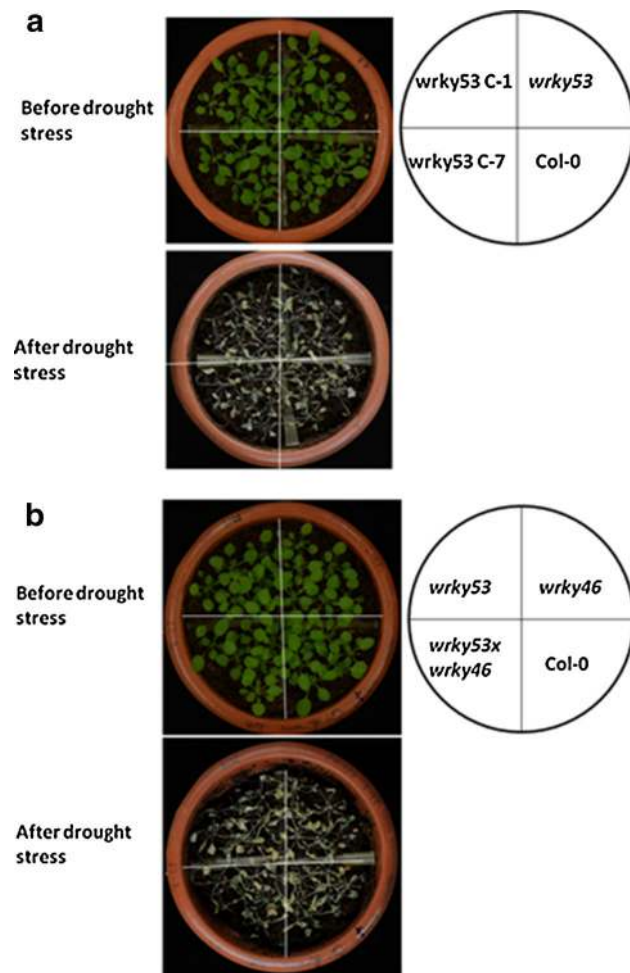 a
Before drought
stress
wrky53 C-1
wrky53
wrky53 C-7
Col-0
After drought
stress
b
Before drought
stress
wrky53
wrky46
wrky53x
wrky46
Col-0
After drought
stress